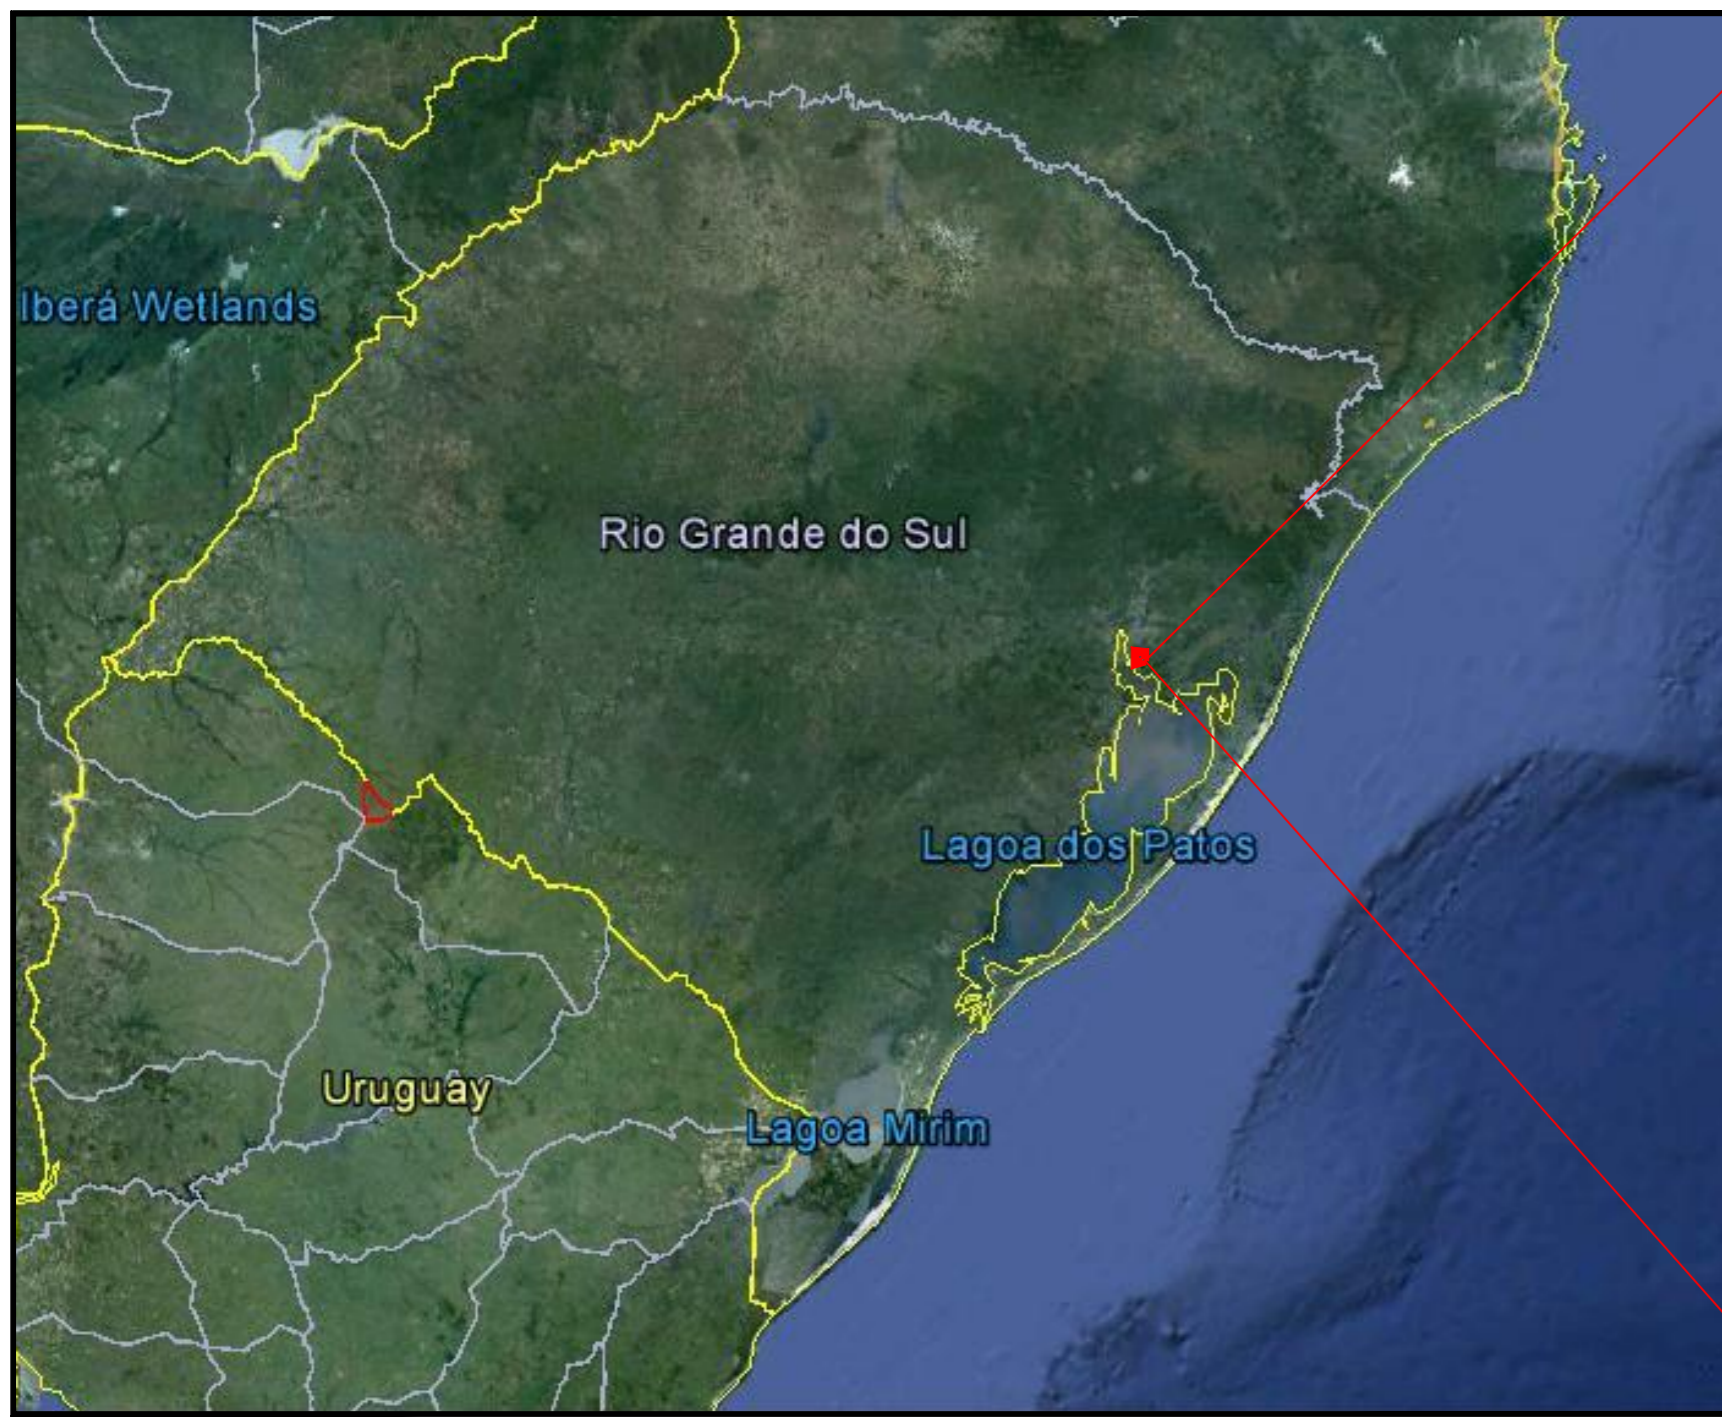 Iberá Wetlands
Rio Grande do Sul
Lagoa dos Patos
Uruguay
Lagoa Mirim